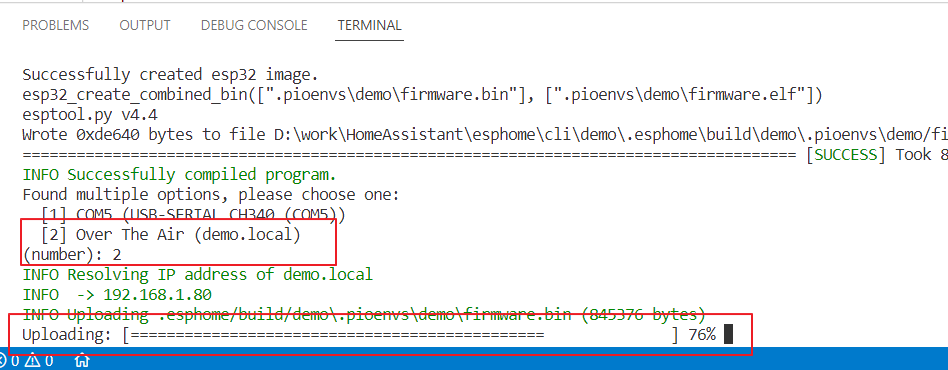 PROBLEMS OUTPUT DEBUG CONSOLE TERMINAL
Successfully created esp32 image.
esp32_create_combined_bin([".pioenvs\demo\firmware.bin"], [".pioenvs\demo\firmware.elf"])
esptool.py v4.4
Wrote 0xde640 bytes to file D:\work\HomeAssistant\esphome\cli\demo\.esphome\build\demo\.pioenvs\demo/fi
================================================================================ [SUCCESS] Took 8
INFO Successfully compiled program.
Found multiple options, please choose one:
[1] COM5 (USB-SERIAL CH340 (COM5))
[2] Over The Air (demo.local)
(number): 2
INFO Resolving IP address of demo.local
INFO -> 192.168.1.80
INFO Uploading .esphome/build/demo\.pioenvs\demo\firmware.bin (845376 bytes)
Uploading: [============================================== ] 76%
0 0